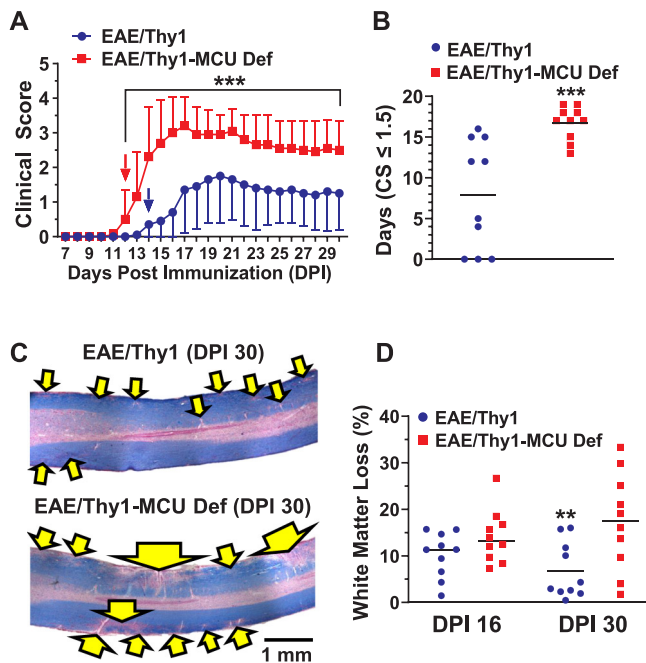 A
EAE/Thy1
EAE/Thy1-MCU Def
***
Clinical Score
5
4
3
2
1
0
7 9 11 13 15 17 19 21 23 25 27 29
Days Post Immunization (DPI)
B
EAE/Thy1
EAE/Thy1-MCU Def
***
Days (CS ≤ 1.5)
20
15
10
5
0
C
EAE/Thy1 (DPI 30)
EAE/Thy1-MCU Def (DPI 30)
1 mm
D
EAE/Thy1
EAE/Thy1-MCU Def
**
White Matter Loss (%)
40
30
20
10
0
DPI 16 DPI 30